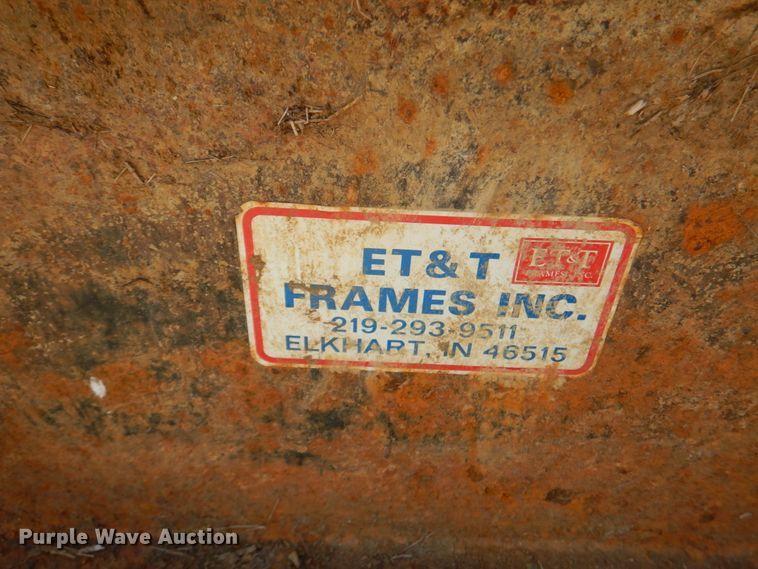 ET&T
ET&T
FRAMES INC.
FRAMES INC.
219-293-9511
ELKHART, IN 46515
Purple Wave Auction